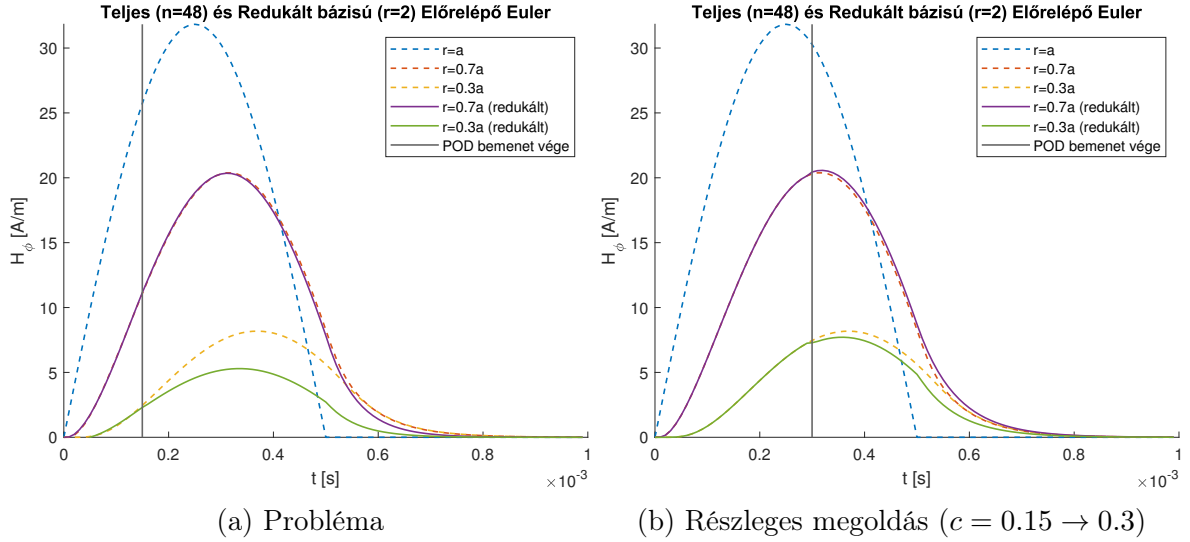 Teljes (n=48) és Redukált bázisú (r=2) Előrelépő Euler
r=a
r=0.7a
r=0.3a
r=0.7a (redukált)
r=0.3a (redukált)
POD bemenet vége
30
25
20
15
10
5
0
H_ϕ [A/m]
0 0.2 0.4 0.6 0.8 1
t [s]
×10⁻³
(a) Probléma
Teljes (n=48) és Redukált bázisú (r=2) Előrelépő Euler
r=a
r=0.7a
r=0.3a
r=0.7a (redukált)
r=0.3a (redukált)
POD bemenet vége
30
25
20
15
10
5
0
H_ϕ [A/m]
0 0.2 0.4 0.6 0.8 1
t [s]
×10⁻³
(b) Részleges megoldás (c = 0.15 → 0.3)